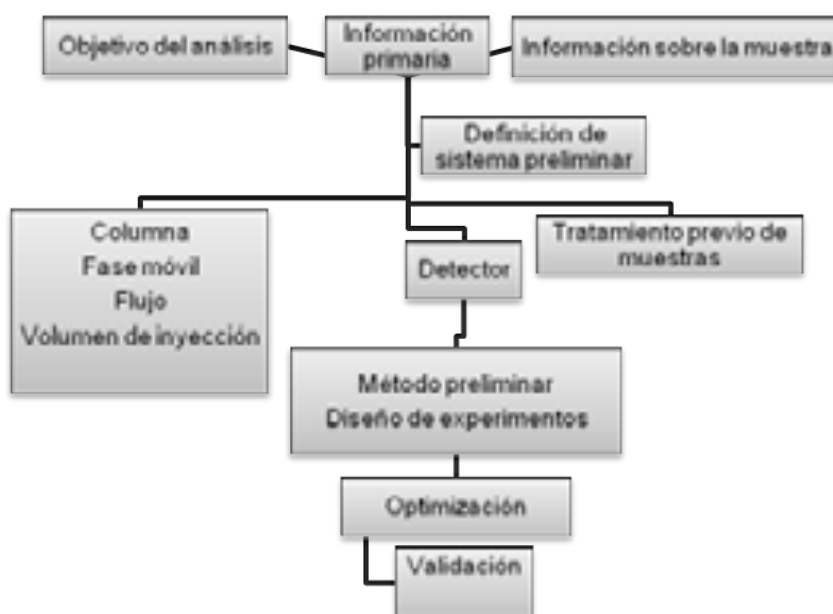 Objetivo del análisis
Información
primaria
Información sobre la muestra
Definición de
sistema preliminar
Columna
Fase móvil
Flujo
Volumen de inyección
Detector
Tratamiento previo de
muestras
Método preliminar
Diseño de experimentos
Optimización
Validación